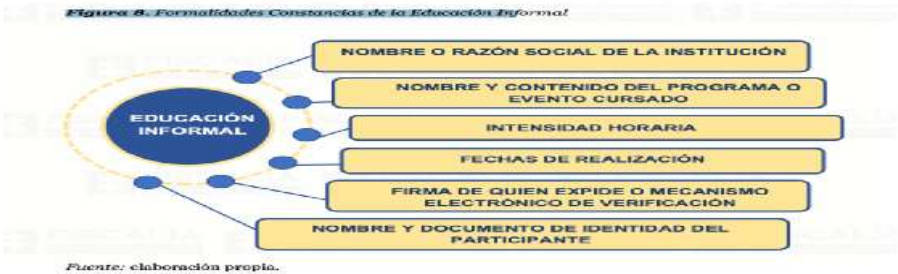 Figura 8. Formalidades Constancias de la Educación Informal
NOMBRE O RAZÓN SOCIAL DE LA INSTITUCIÓN
NOMBRE Y CONTENIDO DEL PROGRAMA O
EVENTO CURSADO
EDUCACIÓN
INFORMAL
INTENSIDAD HORARIA
FECHAS DE REALIZACIÓN
FIRMA DE QUIEN EXPIDE O MECANISMO
ELECTRÓNICO DE VERIFICACIÓN
NOMBRE Y DOCUMENTO DE IDENTIDAD DEL
PARTICIPANTE
Fuente: elaboración propia.